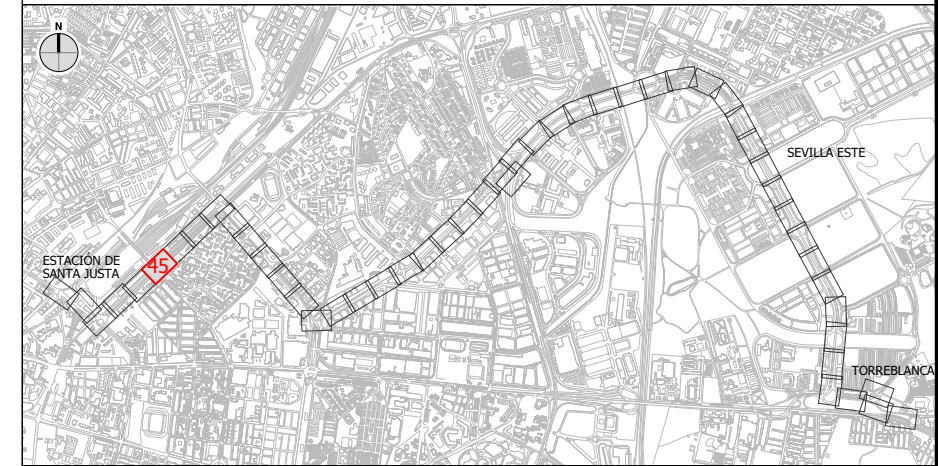 N
SEVILLA ESTE
ESTACIÓN DE
SANTA JUSTA
45
TORREBLANCA